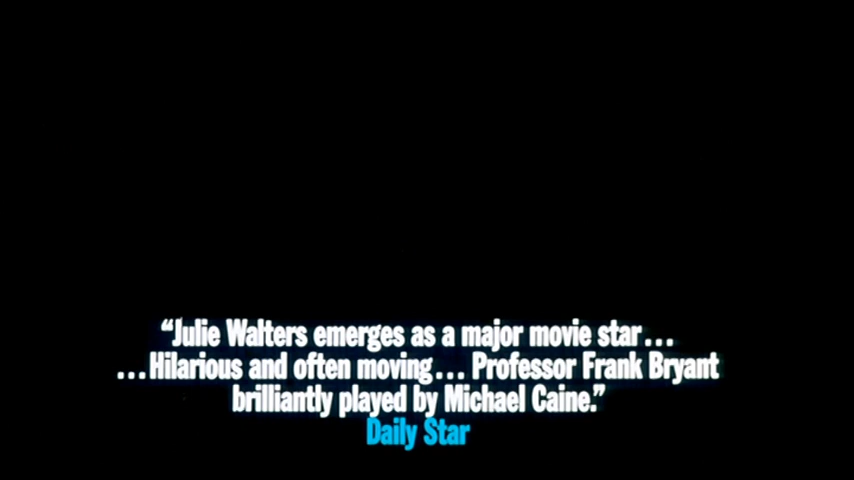 “Julie Walters emerges as a major movie star...
...Hilarious and often moving... Professor Frank Bryant
brilliantly played by Michael Caine.”
Daily Star